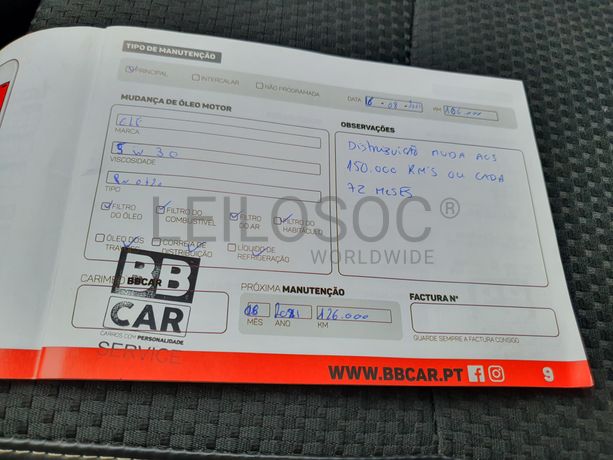 TIPO DE MANUTENÇÃO
PRINCIPAL INTERCALAR NÃO PROGRAMADA DATA 16.08. KM
MUDANÇA DE ÓLEO MOTOR
MARCA
5W30
VISCOSIDADE
TIPO
FILTRO DO ÓLEO
FILTRO DO COMBUSTÍVEL
FILTRO DO AR
FILTRO DO HABITÁCULO
ÓLEO DOS
CORREIA DE DISTRIBUIÇÃO
LÍQUIDO DE REFRIGERAÇÃO
OBSERVAÇÕES
DISTRIBUIÇÃO MUDA AOS
150.000 KM'S OU CADA
72 MESES
LEILOSOC®
WORLDWIDE
CARIMBO BBCAR
BB
CAR
CARROS COM PERSONALIDADE
SERVICE
PRÓXIMA MANUTENÇÃO
08 126.000
MÊS ANO KM
FACTURA Nº
GUARDE SEMPRE A FACTURA CONSIGO
WWW.BBCAR.PT
9